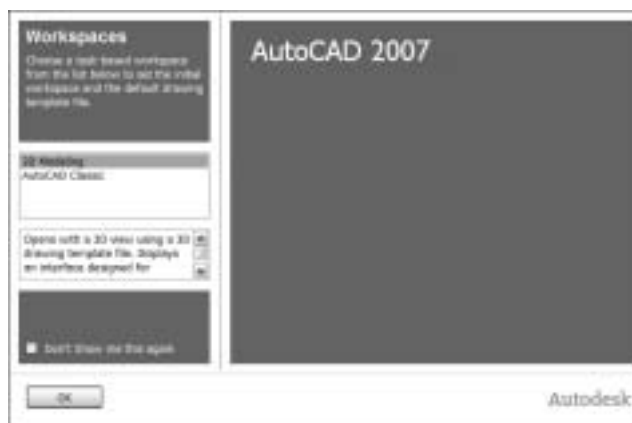 Workspaces
Choose a task-based workspace
from the list below to set the initial
workspace and the default drawing
template file.
AutoCAD 2007
3D Modeling
AutoCAD Classic
Opens with a 3D view using a 3D
drawing template file. Displays
an interface designed for
Don't show me this again
OK
Autodesk